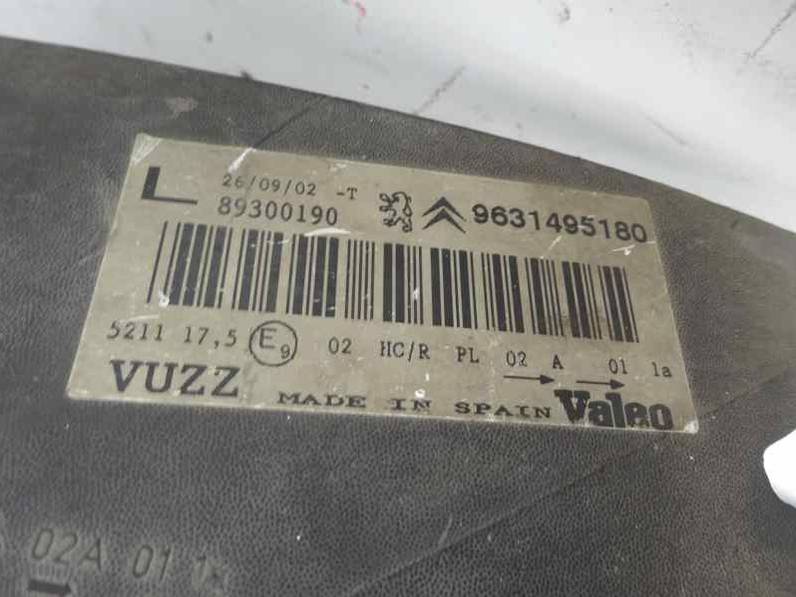 L 26/09/02 -T
89300190 9631495180
5211 17,5 E9 02 HC/R PL 02 A 01 1a
VUZZ MADE IN SPAIN Valeo
02A 01 1